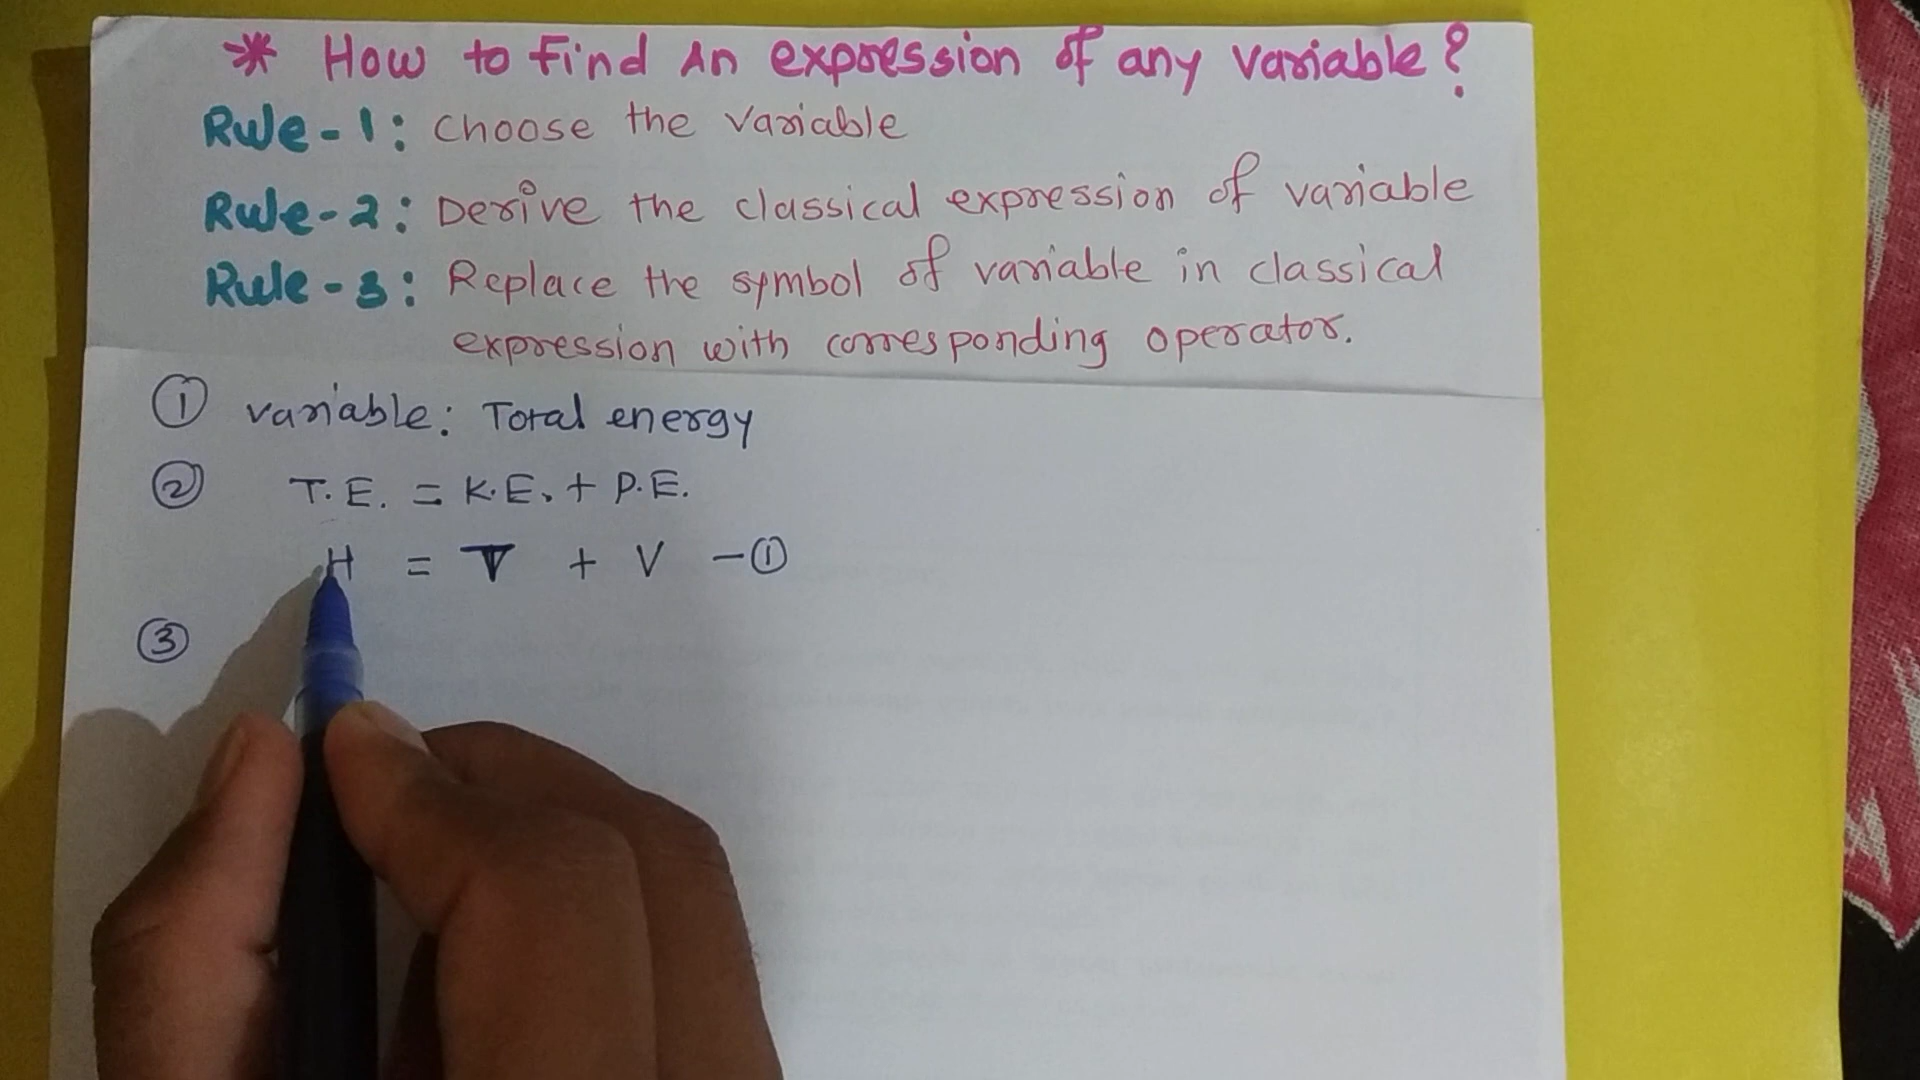 * How to Find An expression of any variable?
Rule-1: choose the variable
Rule-2: Derive the classical expression of variable
Rule-3: Replace the symbol of variable in classical
expression with corresponding operator.
① variable: Total energy
② T.E. = K.E. + P.E.
H = T + V -①
③